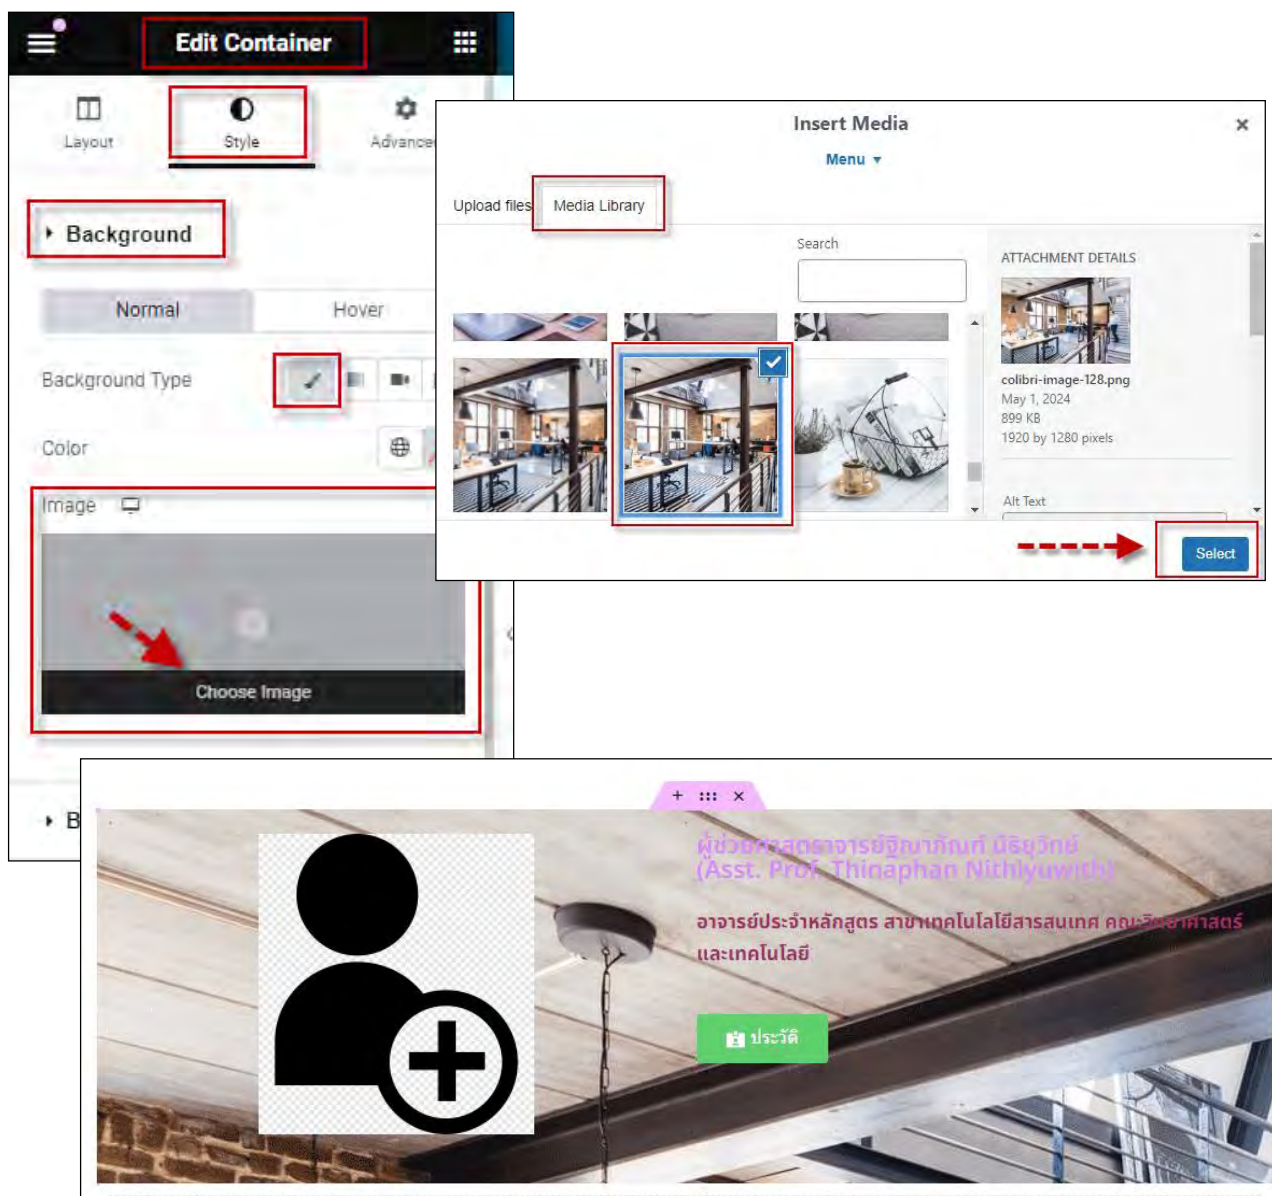 Edit Container
Layout
Style
Advance
Background
Normal
Hover
Background Type
Color
Image
Choose Image
B
Insert Media
Menu
Upload files
Media Library
Search
ATTACHMENT DETAILS
colibri-image-128.png
May 1, 2024
899 KB
1920 by 1280 pixels
Alt Text
Select
ผู้ช่วยศาสตราจารย์ฐิณาภัณฑ์ นิธิยุวิทย์
(Asst. Prof. Thinaphan Nithiyuwith)
อาจารย์ประจำหลักสูตร สาขาเทคโนโลโยีสารสนเทศ คณะวิทยาศาสตร์
และเทคโนโลยี
ประวัติ